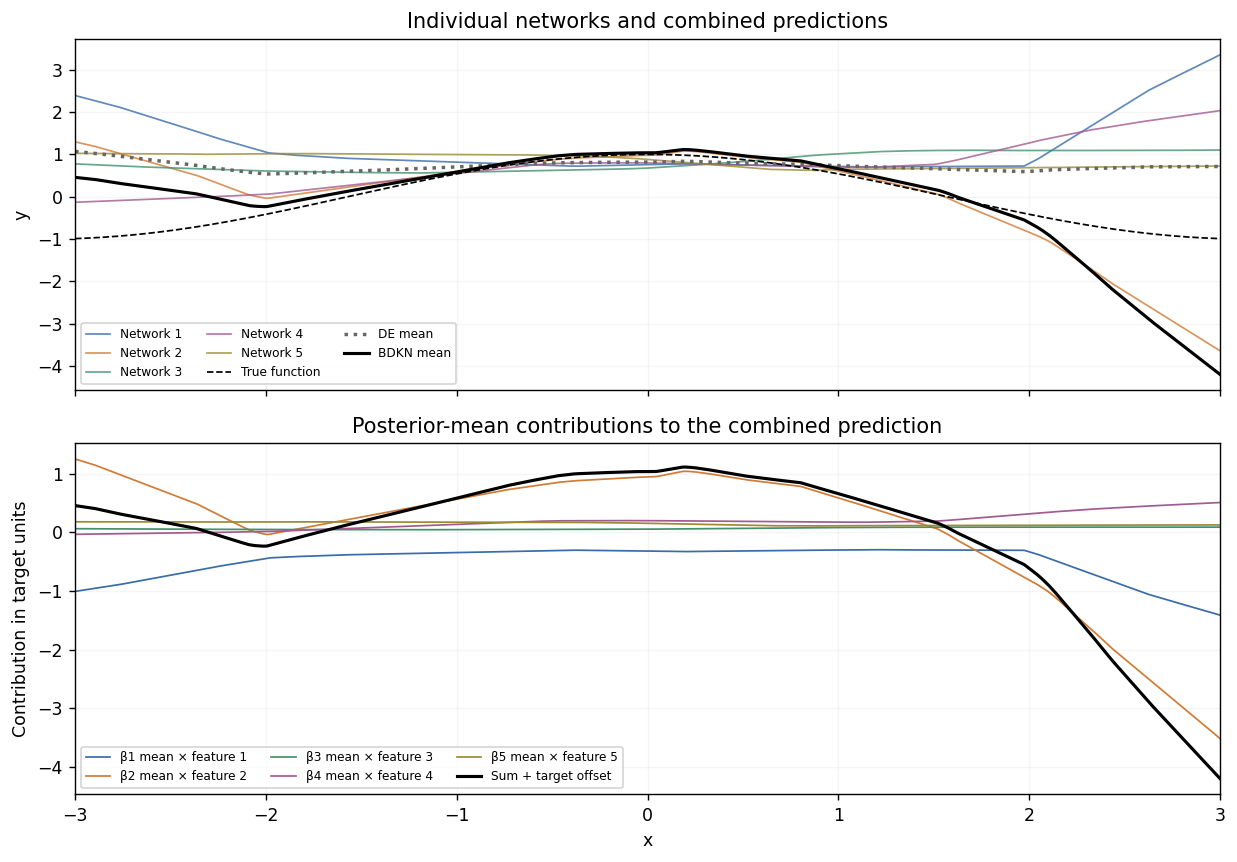 Individual networks and combined predictions
3
2
1
0
−1
−2
−3
−4
y
Network 1
Network 2
Network 3
Network 4
Network 5
True function
DE mean
BDKN mean
Posterior-mean contributions to the combined prediction
1
0
−1
−2
−3
−4
Contribution in target units
β1 mean × feature 1
β2 mean × feature 2
β3 mean × feature 3
β4 mean × feature 4
β5 mean × feature 5
Sum + target offset
−3 −2 −1 0 1 2 3
x